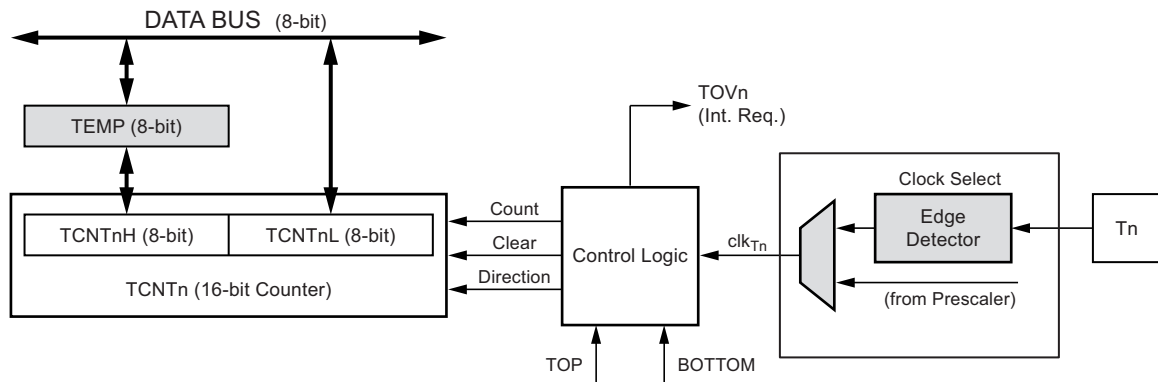 DATA BUS (8-bit)
TEMP (8-bit)
TCNTnH (8-bit)
TCNTnL (8-bit)
TCNTn (16-bit Counter)
Count
Clear
Direction
TOVn
(Int. Req.)
Control Logic
TOP
BOTTOM
clkTn
Clock Select
Edge
Detector
(from Prescaler)
Tn